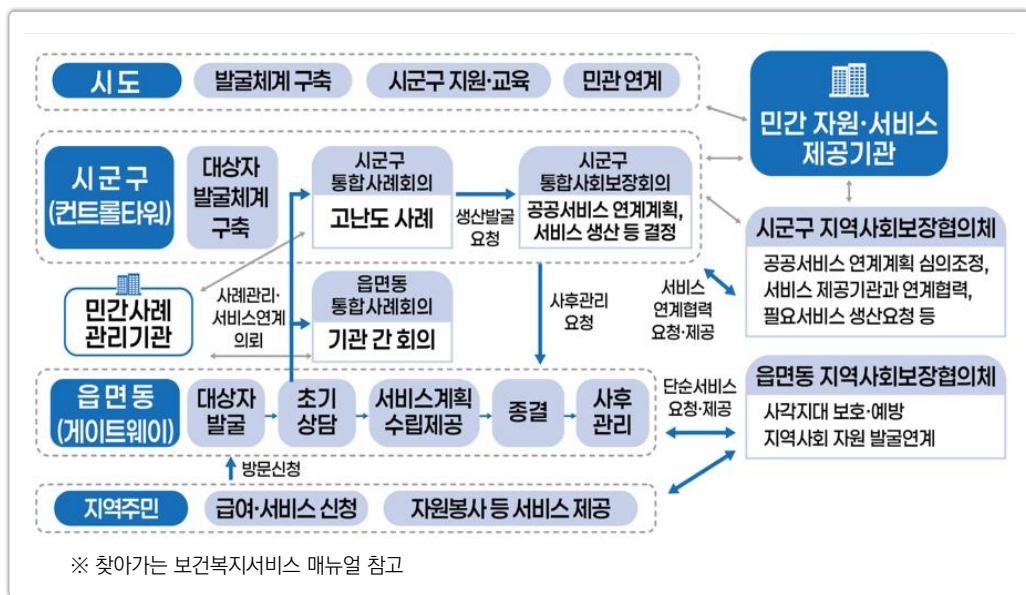 시도
발굴체계 구축
시군구 지원·교육
민관 연계
민간 자원·서비스
제공기관
시군구
(컨트롤타워)
대상자
발굴체계
구축
시군구
통합사례회의
고난도 사례
생산발굴
요청
시군구
통합사회보장회의
공공서비스 연계계획,
서비스 생산 등 결정
시군구 지역사회보장협의체
공공서비스 연계계획 심의조정,
서비스 제공기관과 연계협력,
필요서비스 생산요청 등
민간사례
관리기관
사례관리·
서비스연계
의뢰
읍면동
통합사례회의
기관 간 회의
사후관리
요청
서비스
연계협력
요청·제공
읍면동
(게이트웨이)
대상자
발굴
초기
상담
서비스계획
수립제공
종결
사후
관리
단순서비스
요청·제공
읍면동 지역사회보장협의체
사각지대 보호·예방
지역사회 자원 발굴연계
방문신청
지역주민
급여·서비스 신청
자원봉사 등 서비스 제공
※ 찾아가는 보건복지서비스 매뉴얼 참고